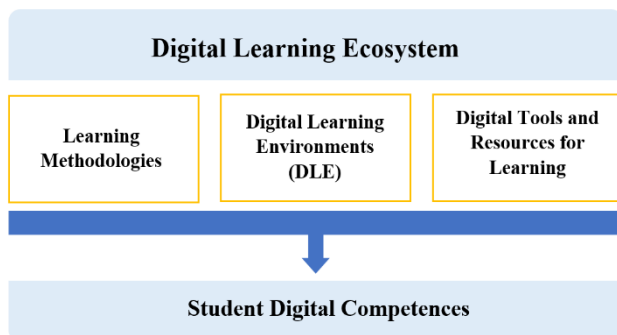 Digital Learning Ecosystem
Learning
Methodologies
Digital Learning
Environments
(DLE)
Digital Tools and
Resources for
Learning
Student Digital Competences